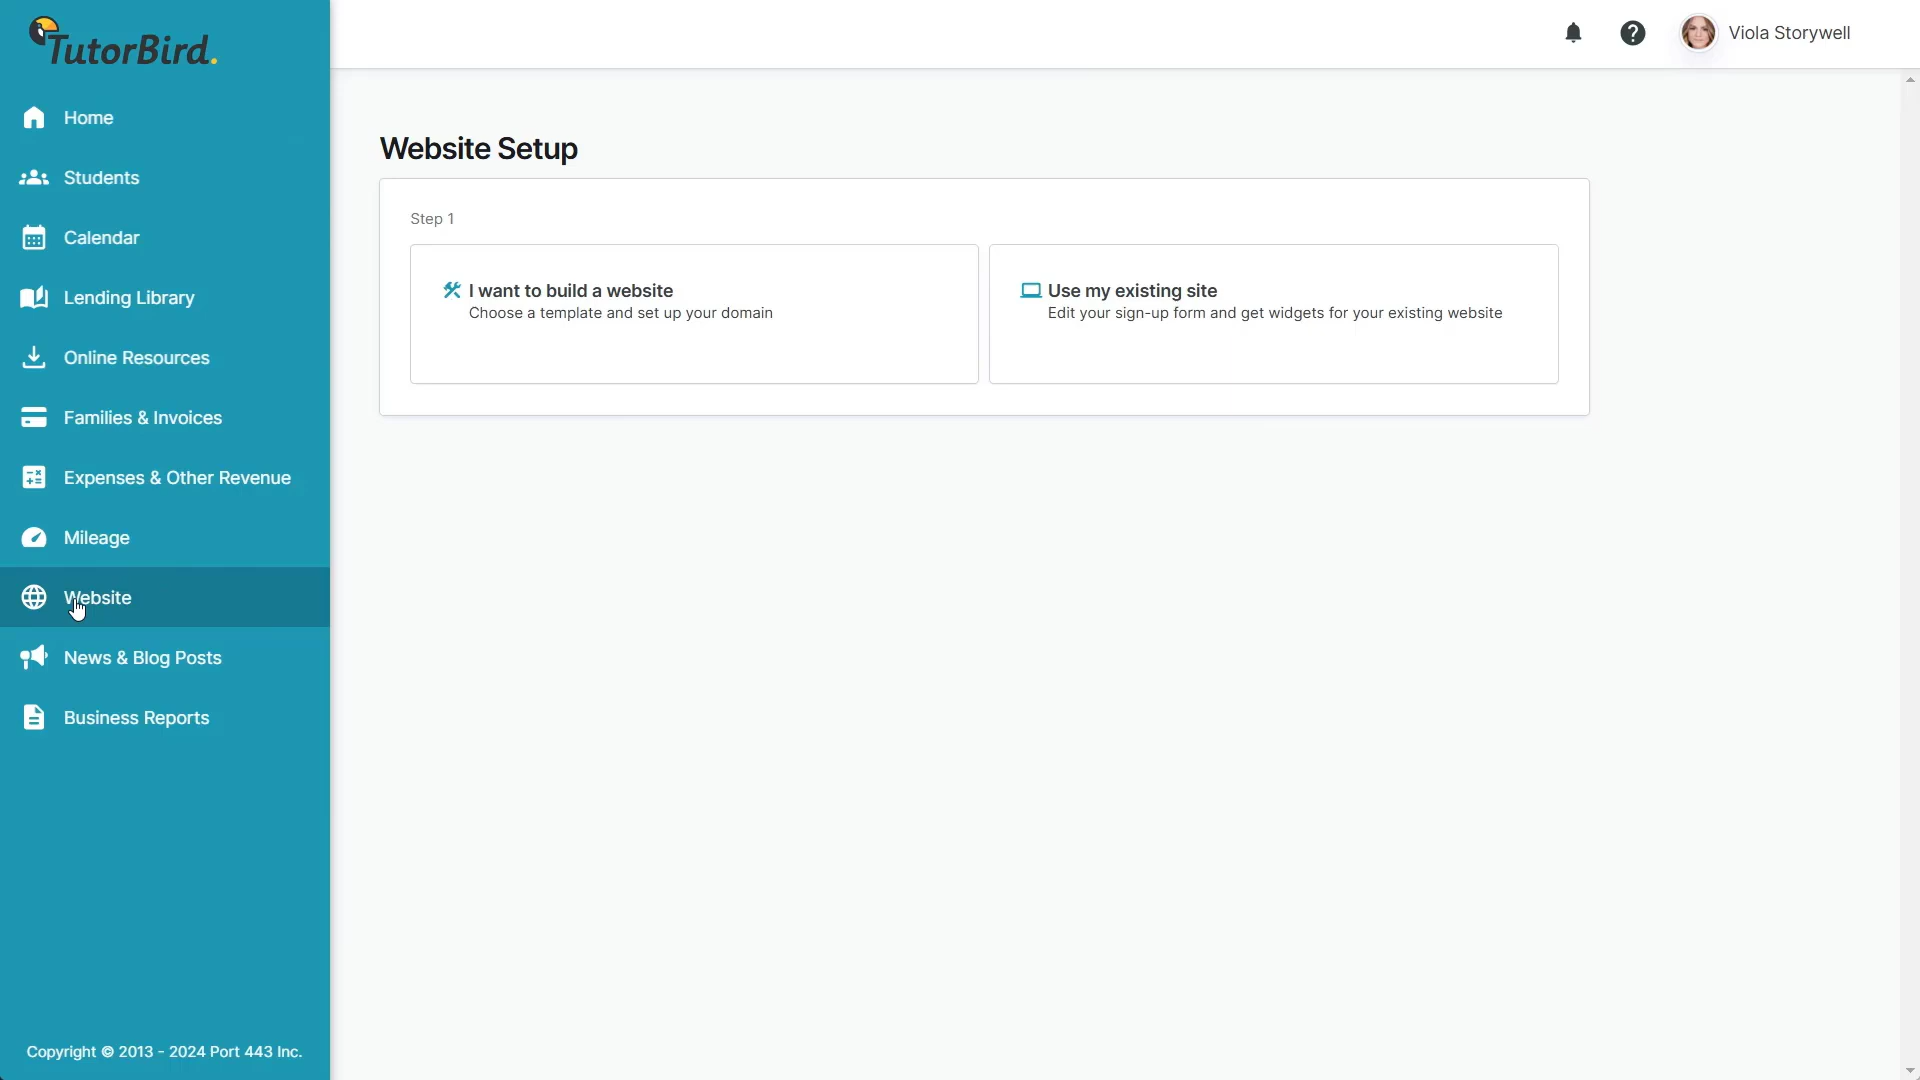 TutorBird.
Viola Storywell
Home
Students
Calendar
Lending Library
Online Resources
Families & Invoices
Expenses & Other Revenue
Mileage
Website
News & Blog Posts
Business Reports
Copyright © 2013 - 2024 Port 443 Inc.
Website Setup
Step 1
I want to build a website
Choose a template and set up your domain
Use my existing site
Edit your sign-up form and get widgets for your existing website